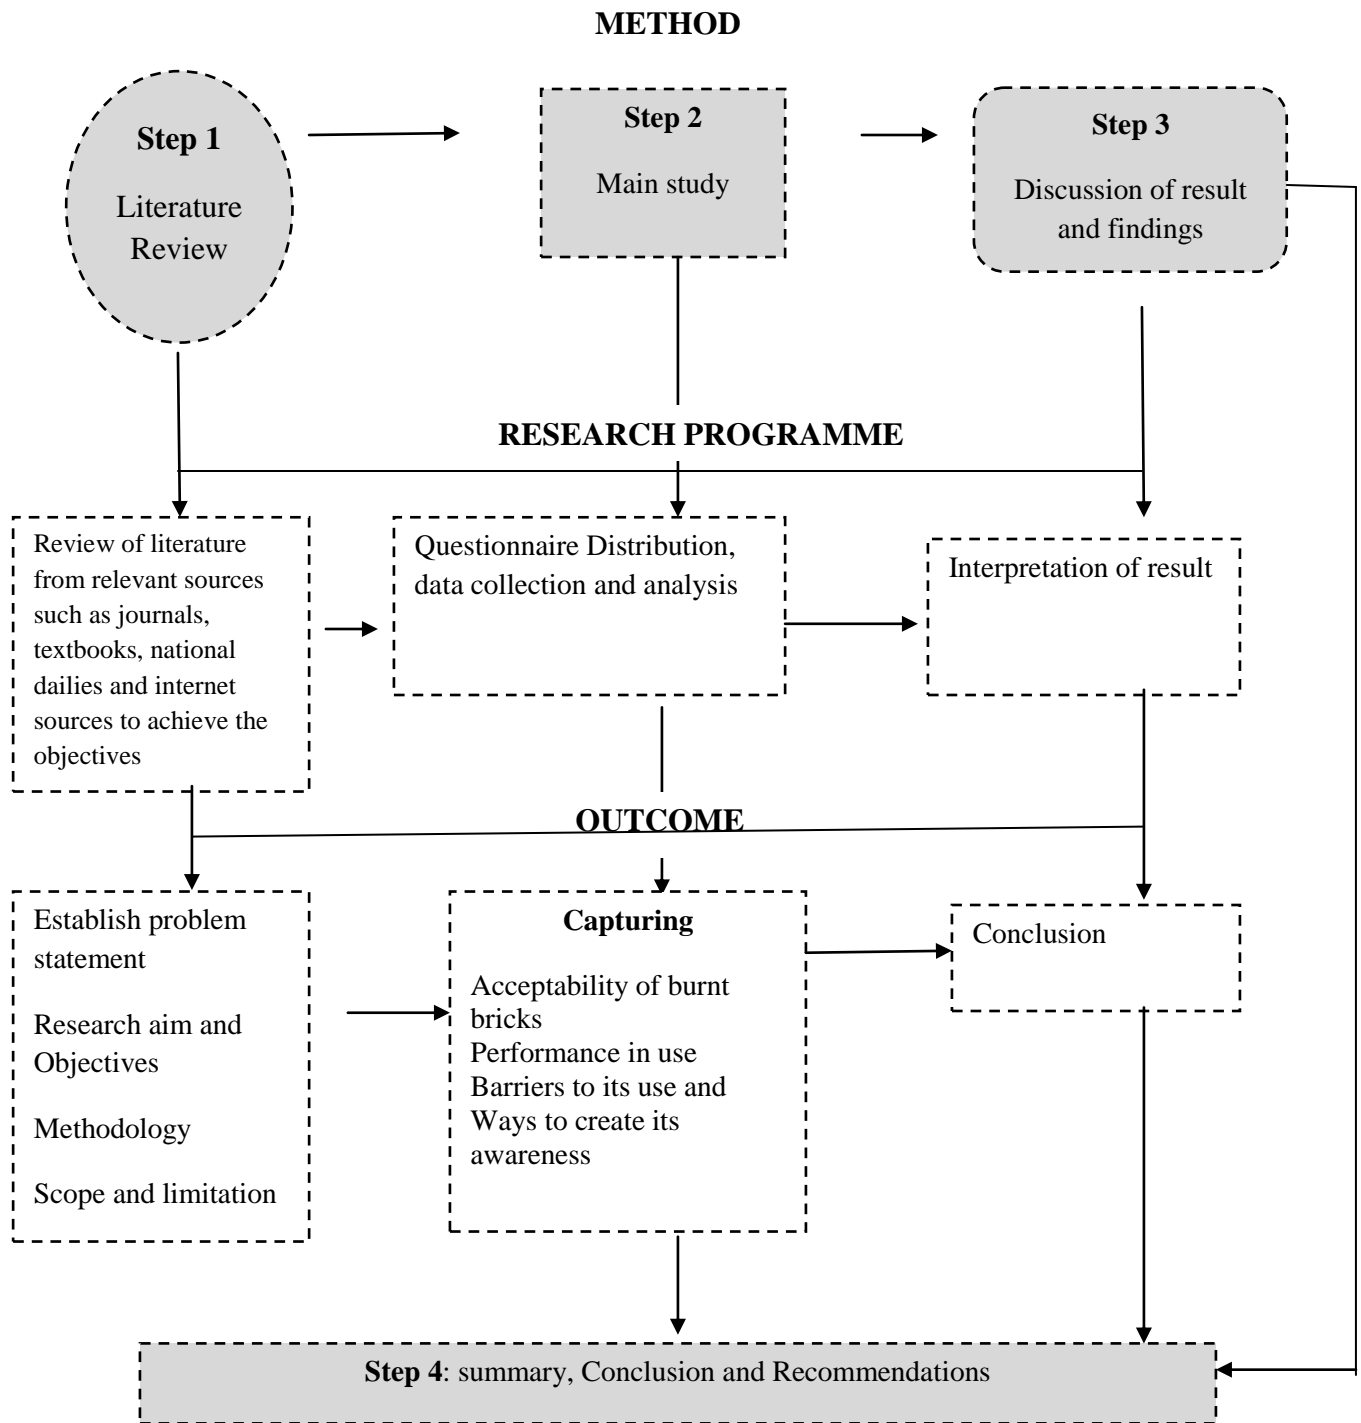 METHOD
Step 1
Literature
Review
Step 2
Main study
Step 3
Discussion of result
and findings
RESEARCH PROGRAMME
Review of literature
from relevant sources
such as journals,
textbooks, national
dailies and internet
sources to achieve the
objectives
Questionnaire Distribution,
data collection and analysis
Interpretation of result
OUTCOME
Establish problem
statement
Research aim and
Objectives
Methodology
Scope and limitation
Capturing
Acceptability of burnt
bricks
Performance in use
Barriers to its use and
Ways to create its
awareness
Conclusion
Step 4: summary, Conclusion and Recommendations